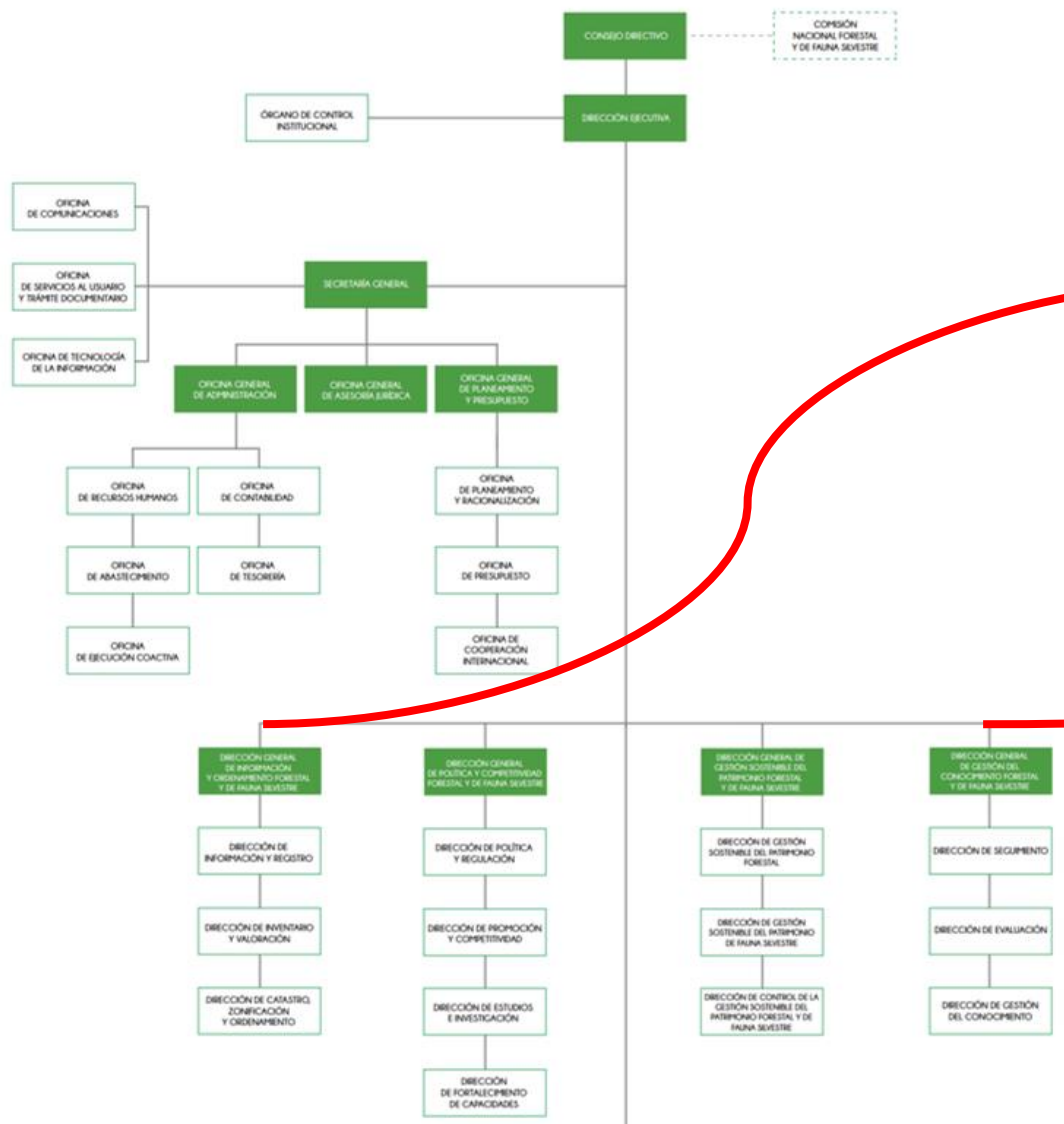 CONSEJO DIRECTIVO
COMISIÓN
NACIONAL FORESTAL
Y DE FAUNA SILVESTRE
ÓRGANO DE CONTROL
INSTITUCIONAL
DIRECCIÓN EJECUTIVA
OFICINA
DE COMUNICACIONES
OFICINA
DE SERVICIOS AL USUARIO
Y TRÁMITE DOCUMENTARIO
OFICINA DE TECNOLOGÍA
DE LA INFORMACIÓN
SECRETARÍA GENERAL
OFICINA GENERAL
DE ADMINISTRACIÓN
OFICINA GENERAL
DE ASESORÍA JURÍDICA
OFICINA GENERAL
DE PLANEAMIENTO
Y PRESUPUESTO
OFICINA
DE RECURSOS HUMANOS
OFICINA
DE CONTABILIDAD
OFICINA
DE PLANEAMIENTO
Y RACIONALIZACIÓN
OFICINA
DE ABASTECIMIENTO
OFICINA
DE TESORERÍA
OFICINA
DE PRESUPUESTO
OFICINA
DE EJECUCIÓN COACTIVA
OFICINA DE
COOPERACIÓN
INTERNACIONAL
DIRECCIÓN GENERAL
DE INFORMACIÓN
Y ORDENAMIENTO FORESTAL
Y DE FAUNA SILVESTRE
DIRECCIÓN GENERAL
DE POLÍTICA Y COMPETITIVIDAD
FORESTAL Y DE FAUNA SILVESTRE
DIRECCIÓN GENERAL DE
GESTIÓN SOSTENIBLE DEL
PATRIMONIO FORESTAL
Y DE FAUNA SILVESTRE
DIRECCIÓN GENERAL
DE GESTIÓN DEL
CONOCIMIENTO FORESTAL
Y DE FAUNA SILVESTRE
DIRECCIÓN DE
INFORMACIÓN Y REGISTRO
DIRECCIÓN DE POLÍTICA
Y REGULACIÓN
DIRECCIÓN DE GESTIÓN
SOSTENIBLE DEL PATRIMONIO
FORESTAL
DIRECCIÓN DE SEGUIMIENTO
DIRECCIÓN DE INVENTARIO
Y VALORACIÓN
DIRECCIÓN DE PROMOCIÓN
Y COMPETITIVIDAD
DIRECCIÓN DE GESTIÓN
SOSTENIBLE DEL PATRIMONIO
DE FAUNA SILVESTRE
DIRECCIÓN DE EVALUACIÓN
DIRECCIÓN DE CATASTRO,
ZONIFICACIÓN
Y ORDENAMIENTO
DIRECCIÓN DE ESTUDIOS
E INVESTIGACIÓN
DIRECCIÓN DE CONTROL DE LA
GESTIÓN SOSTENIBLE DEL
PATRIMONIO FORESTAL Y DE
FAUNA SILVESTRE
DIRECCIÓN DE GESTIÓN
DEL CONOCIMIENTO
DIRECCIÓN
DE FORTALECIMIENTO
DE CAPACIDADES